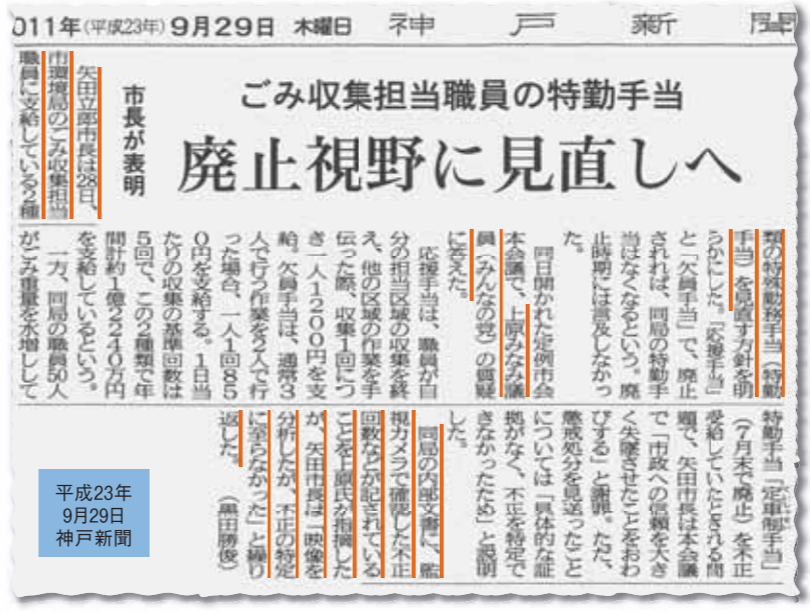 011年(平成23年)9月29日 木曜日 神戸新聞
ごみ収集担当職員の特勤手当
廃止視野に見直しへ
市長が表明
矢田立郎市長は28日、
市環境局のごみ収集担当
職員に支給している2種
類の特殊勤務手当(特勤
手当)を見直す方針を明
らかにした。「応援手当」
と「欠員手当」で、廃止
されれば、同局の特勤手
当はなくなるという。廃
止時期には言及しなかっ
た。
同日開かれた定例市会
本会議で、上原みなみ議
員(みんなの党)の質疑
に答えた。
応援手当は、職員が自
分の担当区域の収集を終
え、他の区域の作業を手
伝った際、収集1回につ
き一人1200円を支
給。欠員手当は、通常3
人で行う作業を2人で行
った場合、一人1回85
0円を支給する。1日当
たりの収集の基準回数は
5回で、この2種類で年
間計約1億2240万円
を支給しているという。
一方、同局の職員50人
がごみ重量を水増しして
特勤手当「定車制手当」
(7月末で廃止)を不正
受給していたとされる問
題で、矢田市長は本会議
で「市政への信頼を大き
く失墜させたことをおわ
びする」と謝罪。ただ、
懲戒処分を見送ったこと
については「具体的な証
拠がなく、不正を特定で
きなかったため」と説明
した。
同局の内部文書に、監
視カメラで確認した不正
回数などが記されている
ことを上原氏が指摘した
が、矢田市長は「映像を
分析したが、不正の特定
に至らなかった」と繰り
返した。(黒田勝俊)
平成23年
9月29日
神戸新聞